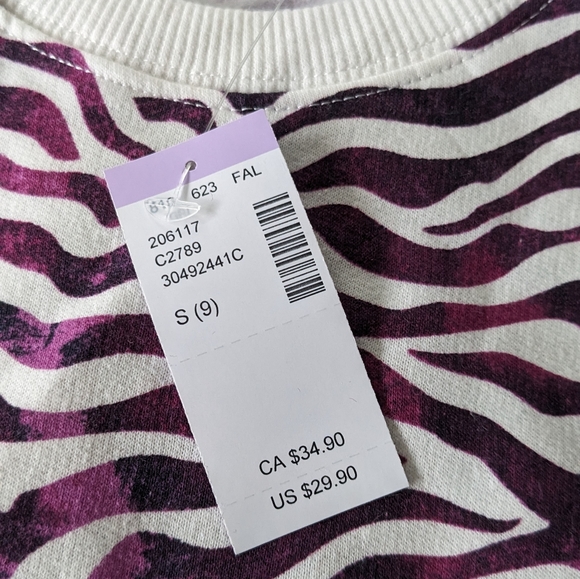 623 FAL
206117
C2789
30492441C
S (9)
CA $34.90
US $29.90